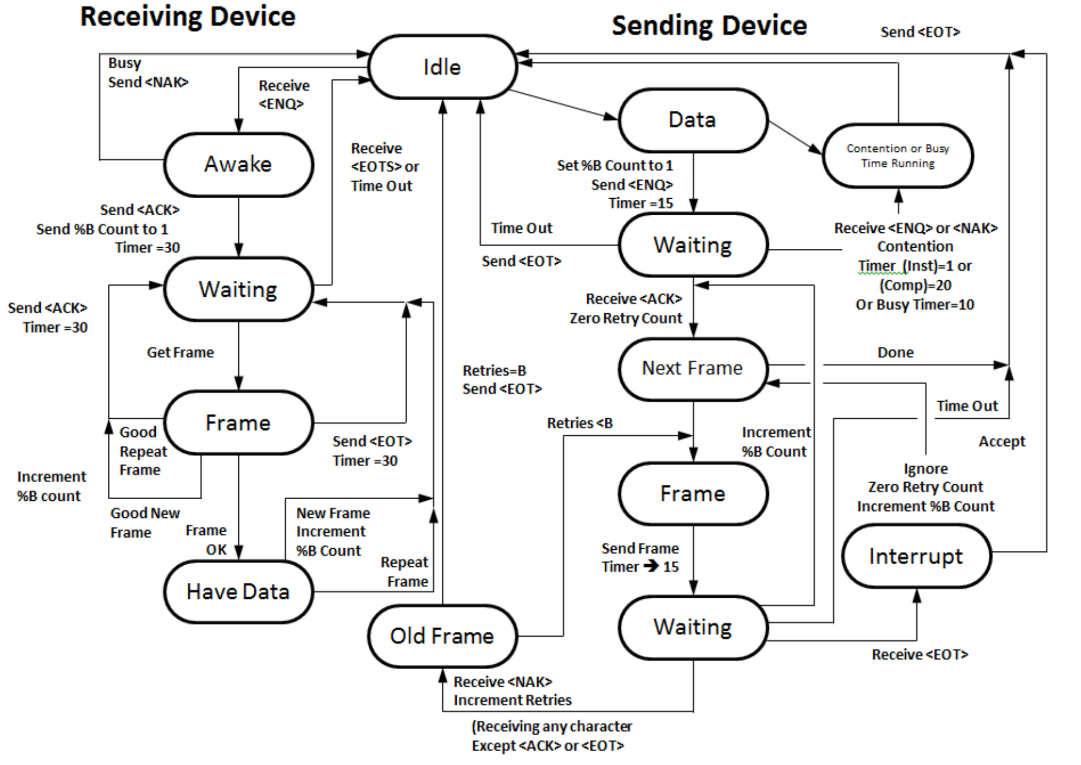 Receiving Device
Sending Device
Send <EOT>
Busy
Send <NAK>
Idle
Receive
<ENQ>
Data
Contention or Busy
Time Running
Awake
Receive
<EOTS> or
Time Out
Set %B Count to 1
Send <ENQ>
Timer =15
Send <ACK>
Send %B Count to 1
Timer =30
Time Out
Send <EOT>
Waiting
Receive <ENQ> or <NAK>
Contention
Timer (Inst)=1 or
(Comp)=20
Or Busy Timer=10
Waiting
Send <ACK>
Timer =30
Receive <ACK>
Zero Retry Count
Get Frame
Retries=B
Send <EOT>
Next Frame
Done
Frame
Good
Repeat
Frame
Send <EOT>
Timer =30
Retries <B
Increment
%B Count
Time Out
Accept
Increment
%B count
Good New
Frame
Frame
OK
New Frame
Increment
%B Count
Repeat
Frame
Frame
Ignore
Zero Retry Count
Increment %B Count
Send Frame
Timer ➔ 15
Interrupt
Have Data
Old Frame
Waiting
Receive <EOT>
Receive <NAK>
Increment Retries
(Receiving any character
Except <ACK> or <EOT>